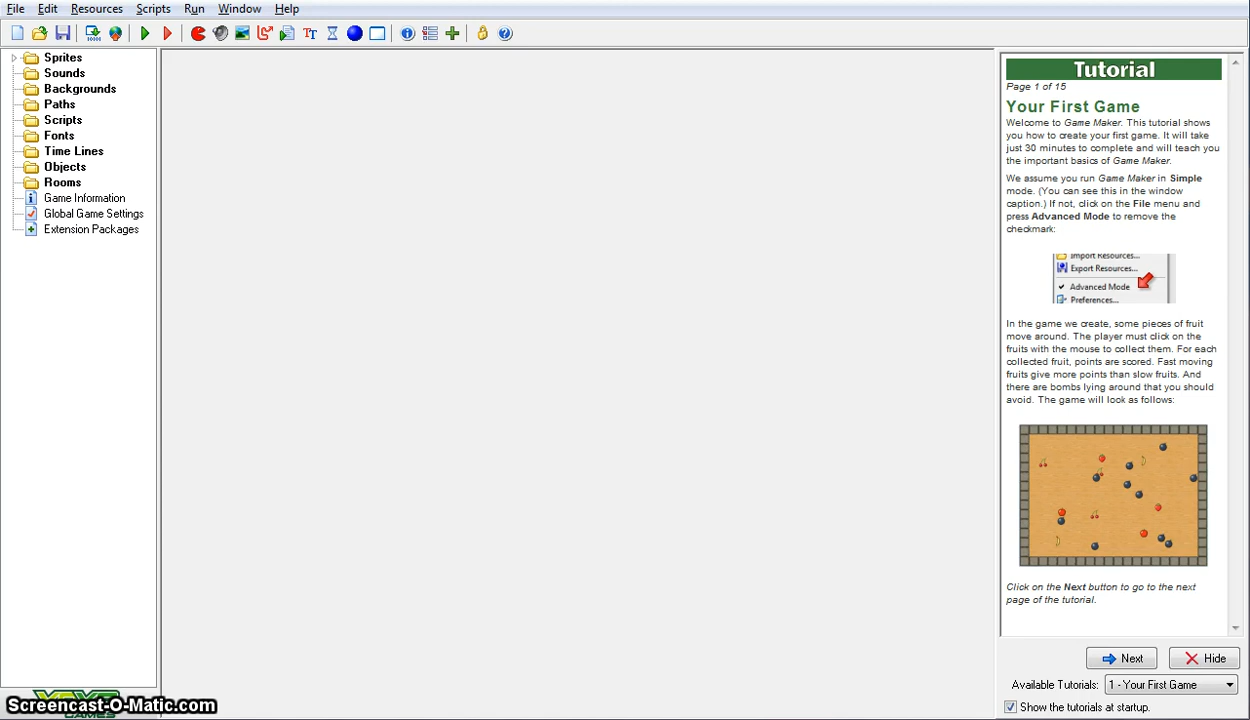 File Edit Resources Scripts Run Window Help
Sprites
Sounds
Backgrounds
Paths
Scripts
Fonts
Time Lines
Objects
Rooms
Game Information
Global Game Settings
Extension Packages
Tutorial
Page 1 of 15
Your First Game
Welcome to Game Maker. This tutorial shows
you how to create your first game. It will take
just 30 minutes to complete and will teach you
the important basics of Game Maker.
We assume you run Game Maker in Simple
mode. (You can see this in the window
caption.) If not, click on the File menu and
press Advanced Mode to remove the
checkmark:
Import Resources...
Export Resources...
Advanced Mode
Preferences...
In the game we create, some pieces of fruit
move around. The player must click on the
fruits with the mouse to collect them. For each
collected fruit, points are scored. Fast moving
fruits give more points than slow fruits. And
there are bombs lying around that you should
avoid. The game will look as follows:
Click on the Next button to go to the next
page of the tutorial.
Next Hide
Available Tutorials: 1 - Your First Game
Show the tutorials at startup.
Screencast-O-Matic.com